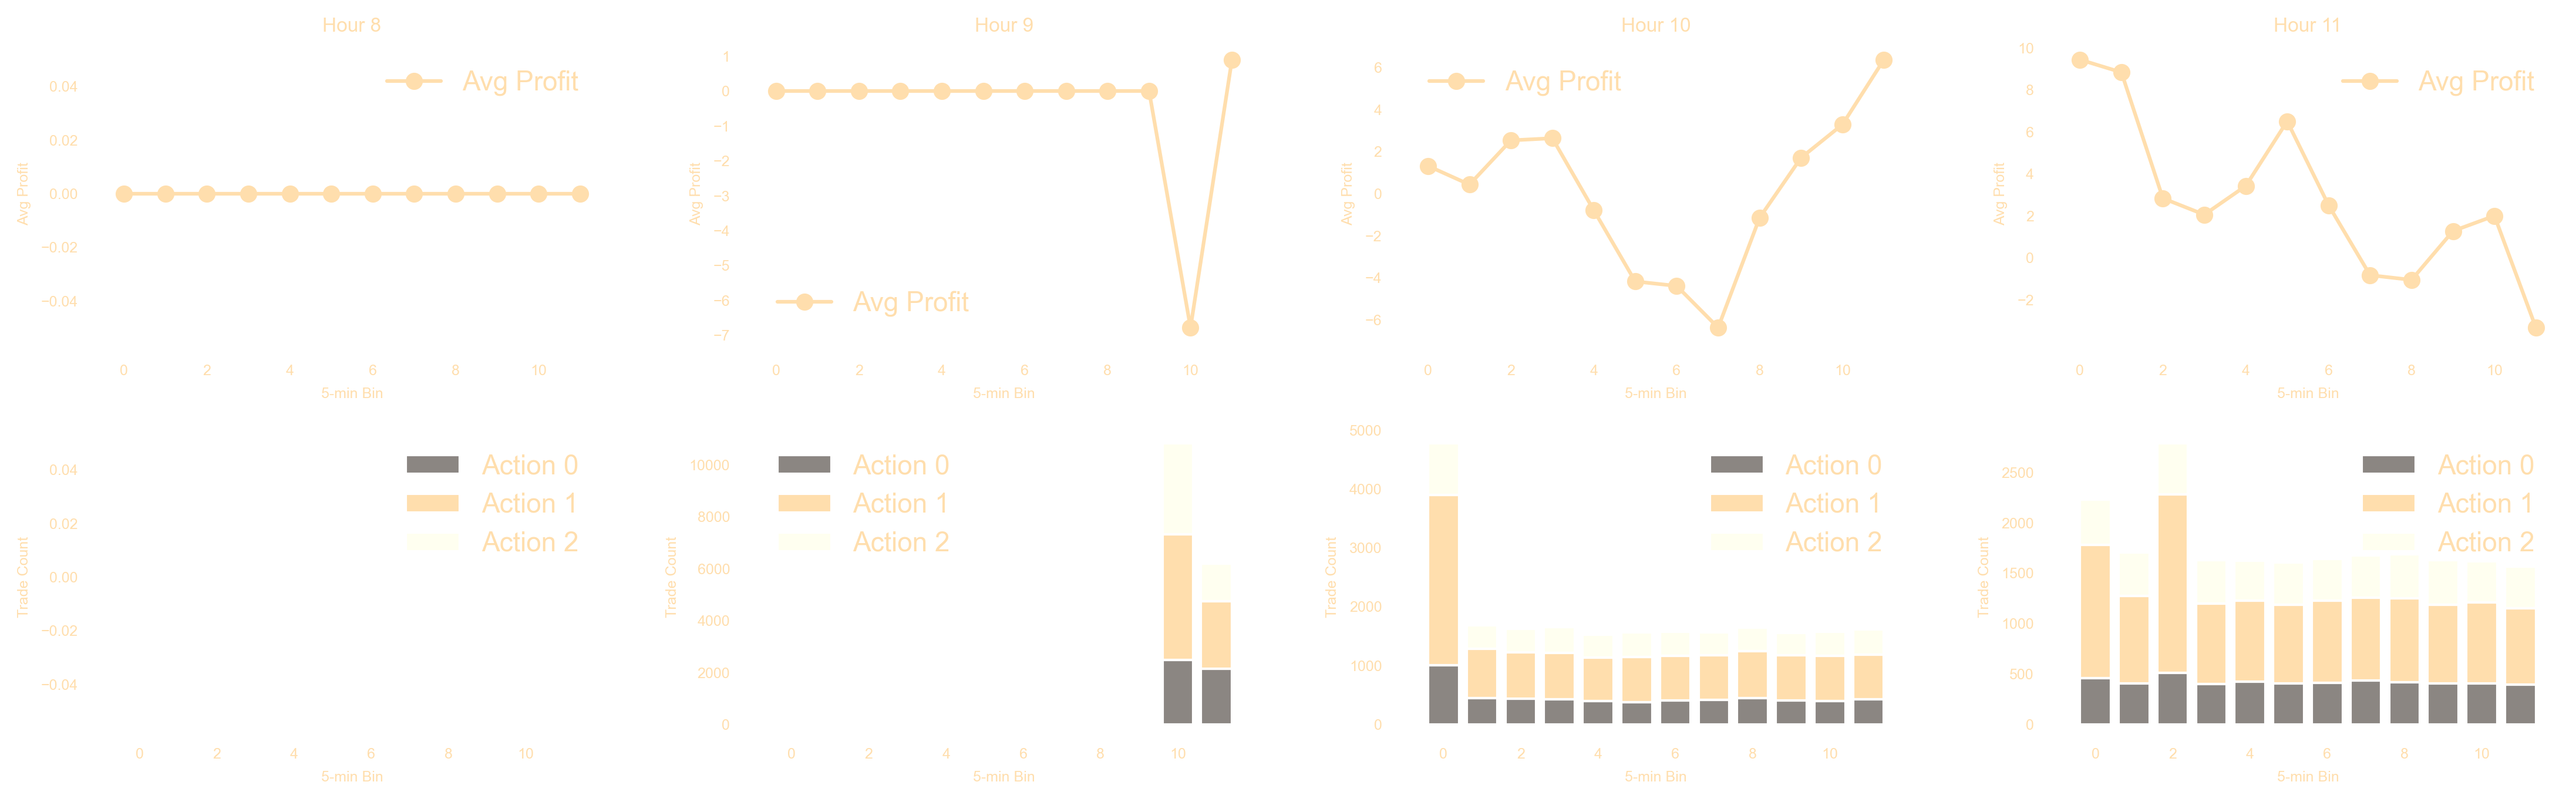 Hour 8
Avg Profit
0.04
0.02
0.00
−0.02
−0.04
Avg Profit
0 2 4 6 8 10
5-min Bin
Hour 9
Avg Profit
1
0
−1
−2
−3
−4
−5
−6
−7
Avg Profit
0 2 4 6 8 10
5-min Bin
Hour 10
Avg Profit
6
4
2
0
−2
−4
−6
Avg Profit
0 2 4 6 8 10
5-min Bin
Hour 11
Avg Profit
10
8
6
4
2
0
−2
Avg Profit
0 2 4 6 8 10
5-min Bin
Trade Count
0.04
0.02
0.00
−0.02
−0.04
Action 0
Action 1
Action 2
0 2 4 6 8 10
5-min Bin
Trade Count
10000
8000
6000
4000
2000
0
Action 0
Action 1
Action 2
0 2 4 6 8 10
5-min Bin
Trade Count
5000
4000
3000
2000
1000
0
Action 0
Action 1
Action 2
0 2 4 6 8 10
5-min Bin
Trade Count
2500
2000
1500
1000
500
0
Action 0
Action 1
Action 2
0 2 4 6 8 10
5-min Bin